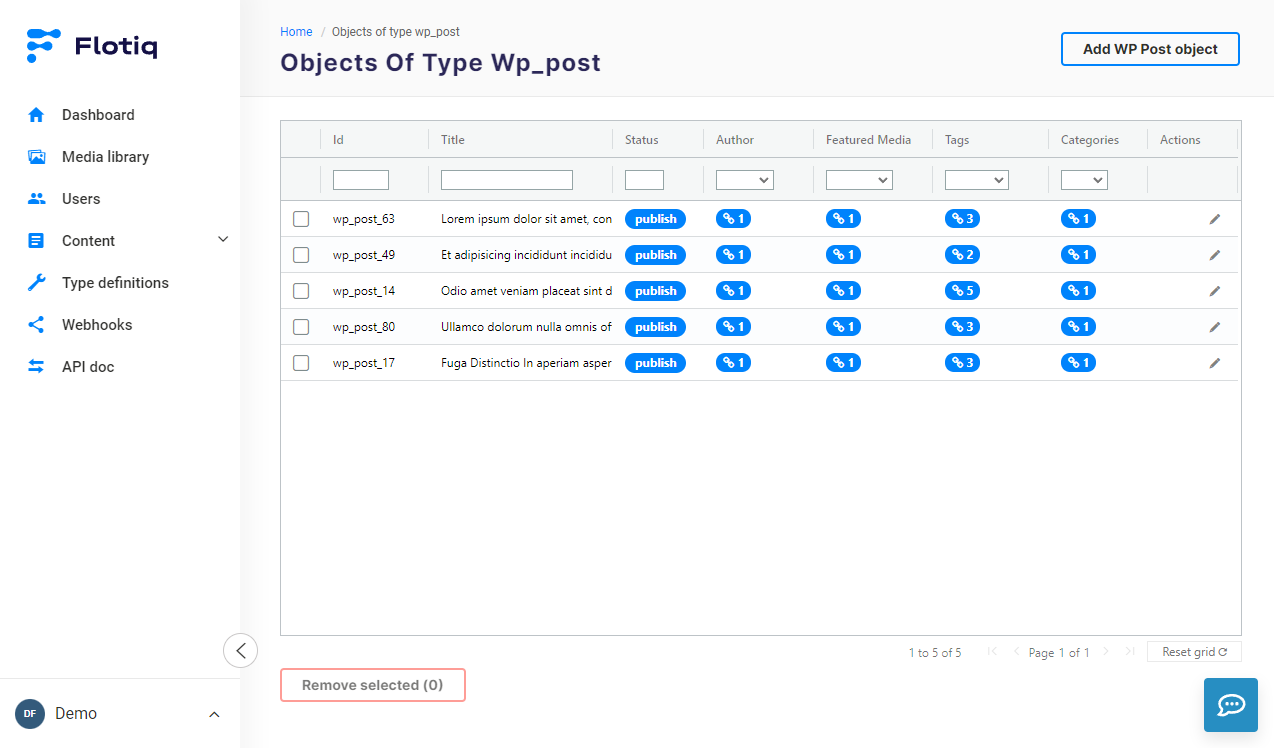 Flotiq
Dashboard
Media library
Users
Content
Type definitions
Webhooks
API doc
DF Demo
Home / Objects of type wp_post
Objects Of Type Wp_post
Add WP Post object
Id Title Status Author Featured Media Tags Categories Actions
wp_post_63 Lorem ipsum dolor sit amet, con publish 1 1 3 1
wp_post_49 Et adipisicing incididunt incididu publish 1 1 2 1
wp_post_14 Odio amet veniam placeat sint d publish 1 1 5 1
wp_post_80 Ullamco dolorum nulla omnis of publish 1 1 3 1
wp_post_17 Fuga Distinctio In aperiam asper publish 1 1 3 1
1 to 5 of 5 Page 1 of 1 Reset grid
Remove selected (0)